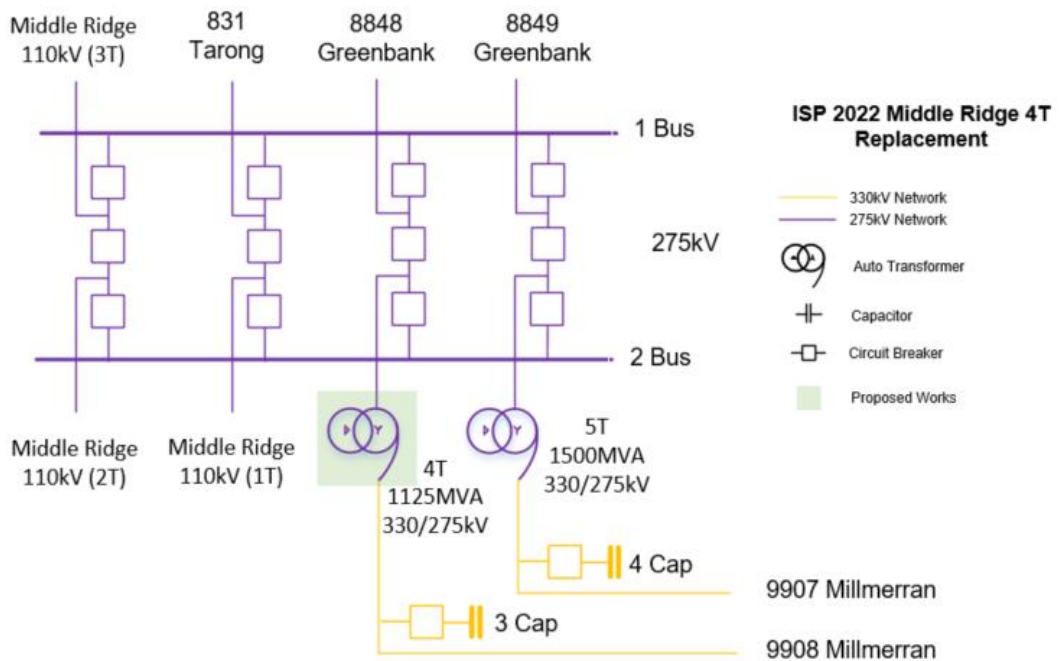 Middle Ridge
110kV (3T)
831
Tarong
8848
Greenbank
8849
Greenbank
1 Bus
275kV
2 Bus
Middle Ridge
110kV (2T)
Middle Ridge
110kV (1T)
4T
1125MVA
330/275kV
5T
1500MVA
330/275kV
4 Cap
3 Cap
9907 Millmerran
9908 Millmerran
ISP 2022 Middle Ridge 4T
Replacement
330kV Network
275kV Network
Auto Transformer
Capacitor
Circuit Breaker
Proposed Works